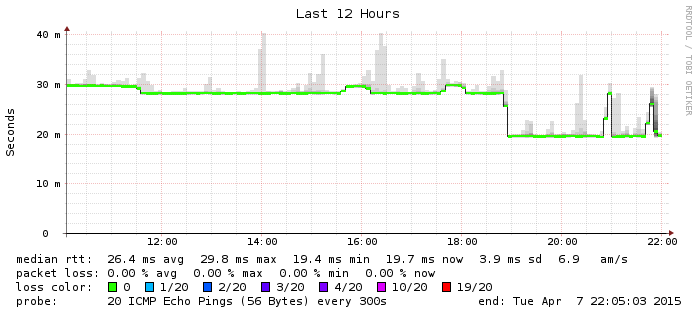 Last 12 Hours
RRDTOOL / TOBI OETIKER
Seconds
40 m
30 m
20 m
10 m
0
12:00 14:00 16:00 18:00 20:00 22:00
median rtt: 26.4 ms avg 29.8 ms max 19.4 ms min 19.7 ms now 3.9 ms sd 6.9 am/s
packet loss: 0.00 % avg 0.00 % max 0.00 % min 0.00 % now
loss color: 0 1/20 2/20 3/20 4/20 10/20 19/20
probe: 20 ICMP Echo Pings (56 Bytes) every 300s end: Tue Apr 7 22:05:03 2015